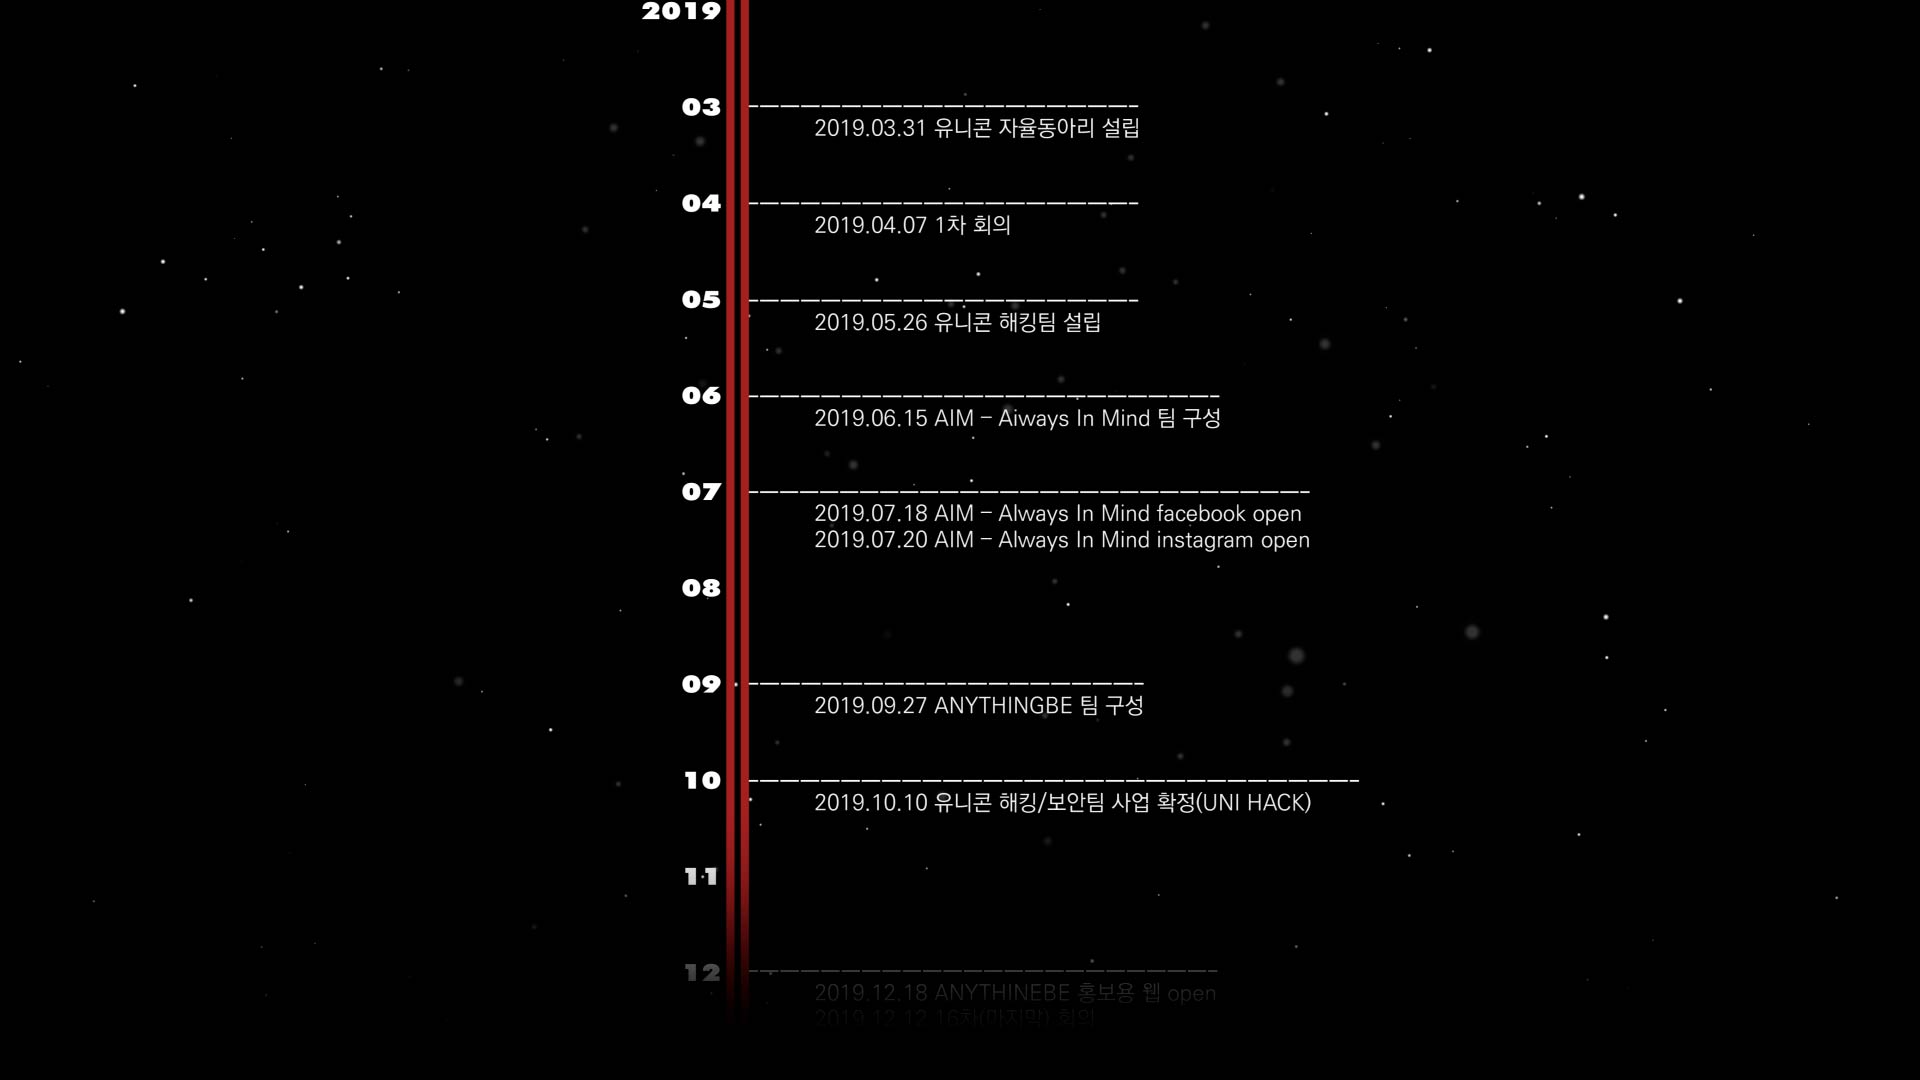 2019
03
2019.03.31 유니콘 자율동아리 설립
04
2019.04.07 1차 회의
05
2019.05.26 유니콘 해킹팀 설립
06
2019.06.15 AIM – Aiways In Mind 팀 구성
07
2019.07.18 AIM – Always In Mind facebook open
2019.07.20 AIM – Always In Mind instagram open
08
09
2019.09.27 ANYTHINGBE 팀 구성
10
2019.10.10 유니콘 해킹/보안팀 사업 확정(UNI HACK)
11
12
2019.12.18 ANYTHINEBE 홍보용 웹 open
2019.12.12 16차(마지막) 회의